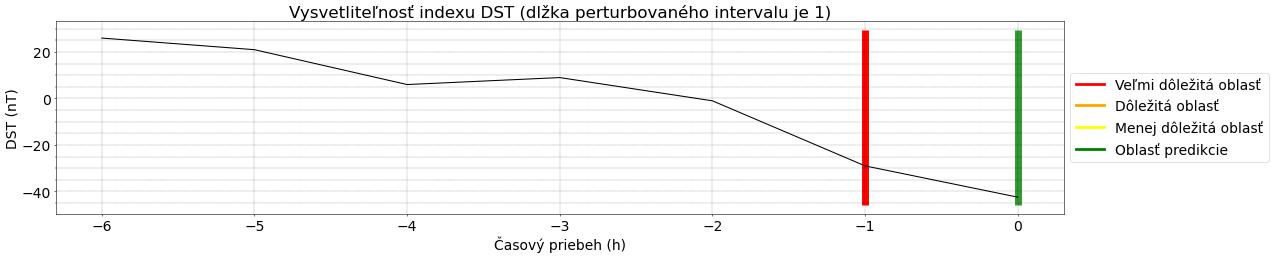 Vysvetliteľnosť indexu DST (dĺžka perturbovaného intervalu je 1)
DST (nT)
20
0
−20
−40
−6 −5 −4 −3 −2 −1 0
Časový priebeh (h)
Veľmi dôležitá oblasť
Dôležitá oblasť
Menej dôležitá oblasť
Oblasť predikcie